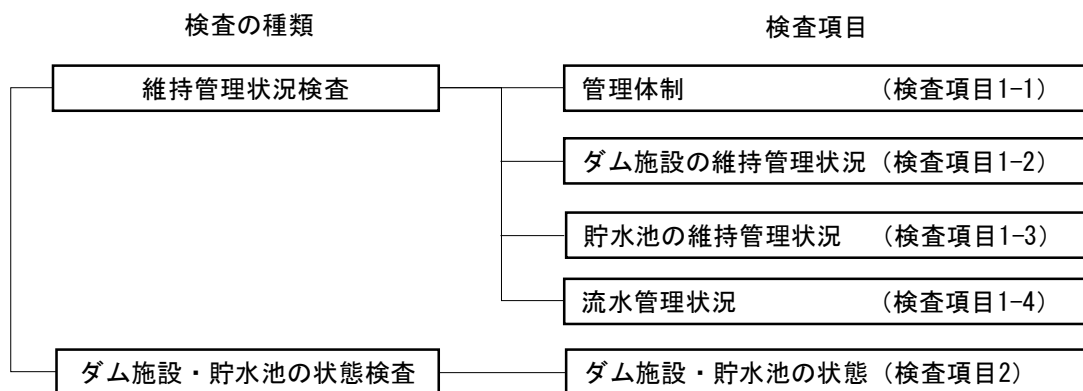 検査の種類 検査項目
維持管理状況検査 管理体制 (検査項目1-1)
ダム施設の維持管理状況 (検査項目1-2)
貯水池の維持管理状況 (検査項目1-3)
流水管理状況 (検査項目1-4)
ダム施設・貯水池の状態検査 ダム施設・貯水池の状態 (検査項目2)